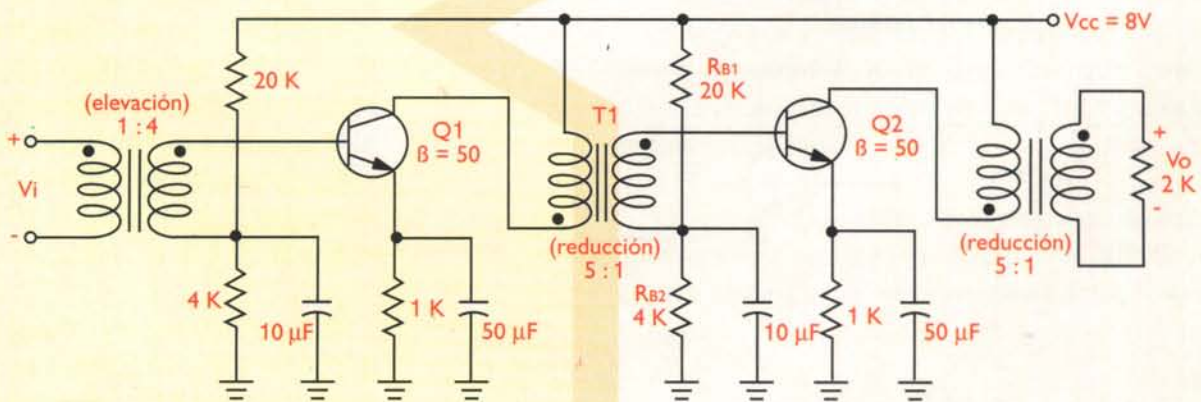 Vcc = 8V
20 K
RB1
20 K
(elevación)
1 : 4
T1
Q1
ß = 50
Q2
ß = 50
+
Vi
-
+
Vo
2 K
-
(reducción)
5 : 1
(reducción)
5 : 1
4 K
10 µF
1 K
50 µF
RB2
4 K
10 µF
1 K
50 µF